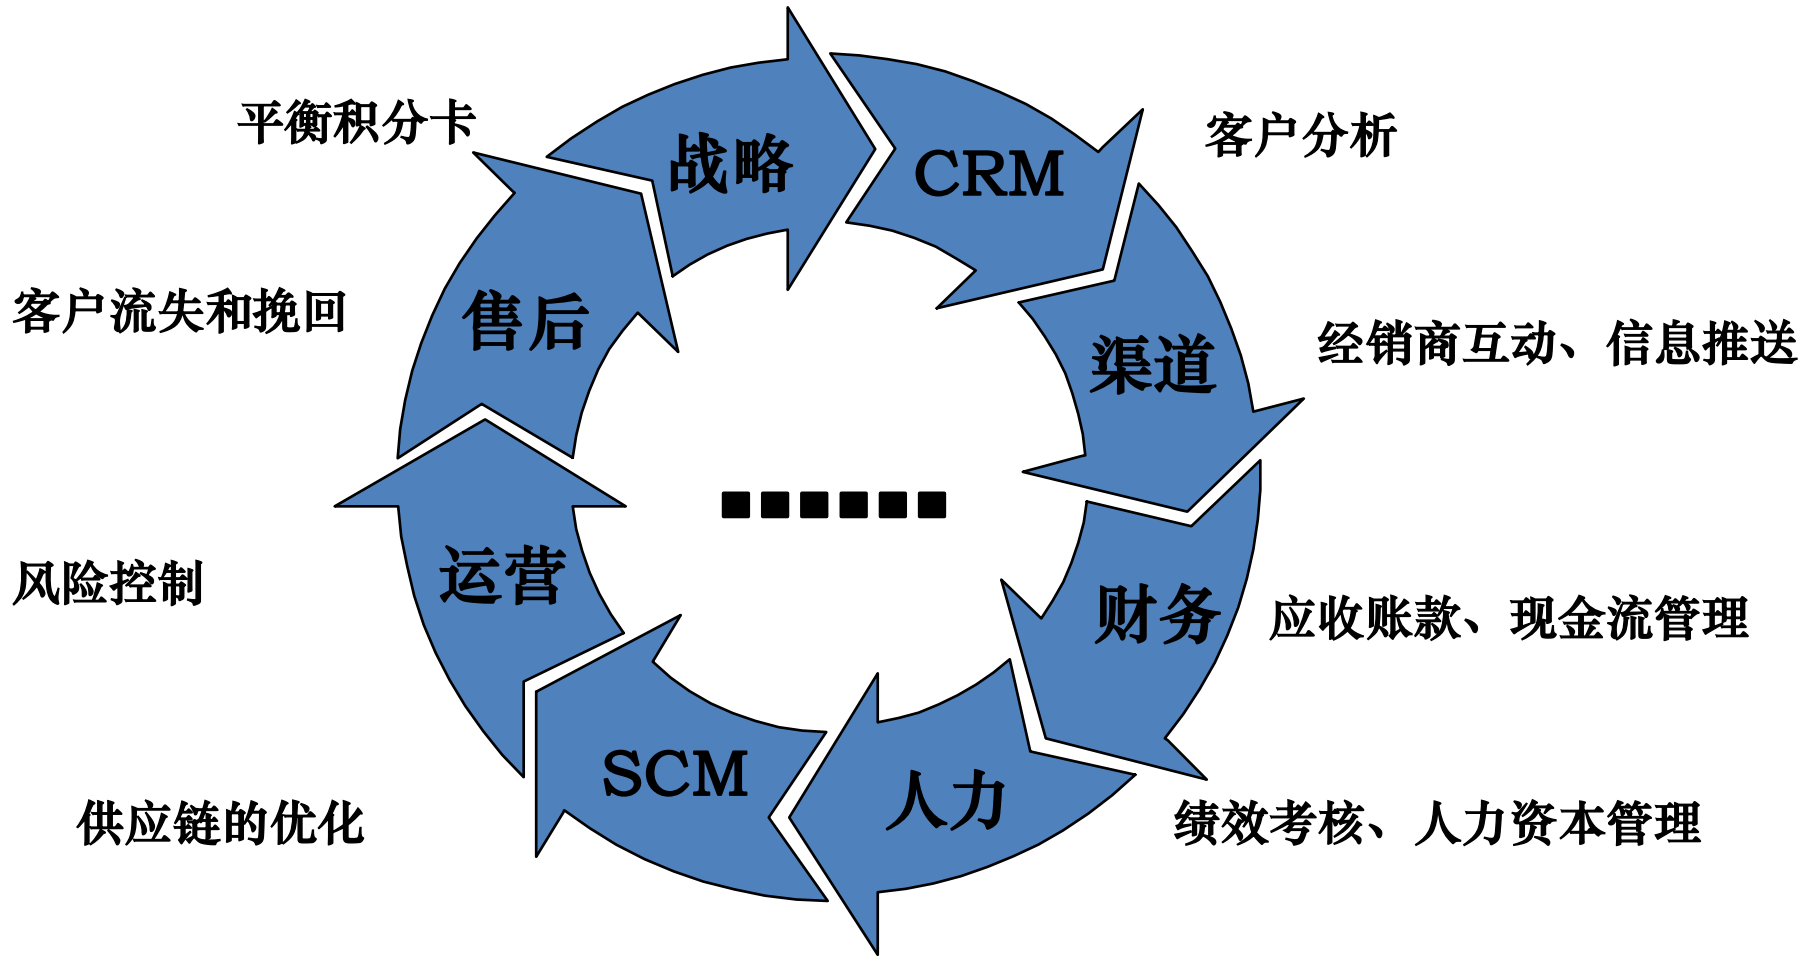 平衡积分卡
战略
CRM
客户分析
客户流失和挽回
售后
渠道
经销商互动、信息推送
......
风险控制
运营
财务
应收账款、现金流管理
供应链的优化
SCM
人力
绩效考核、人力资本管理